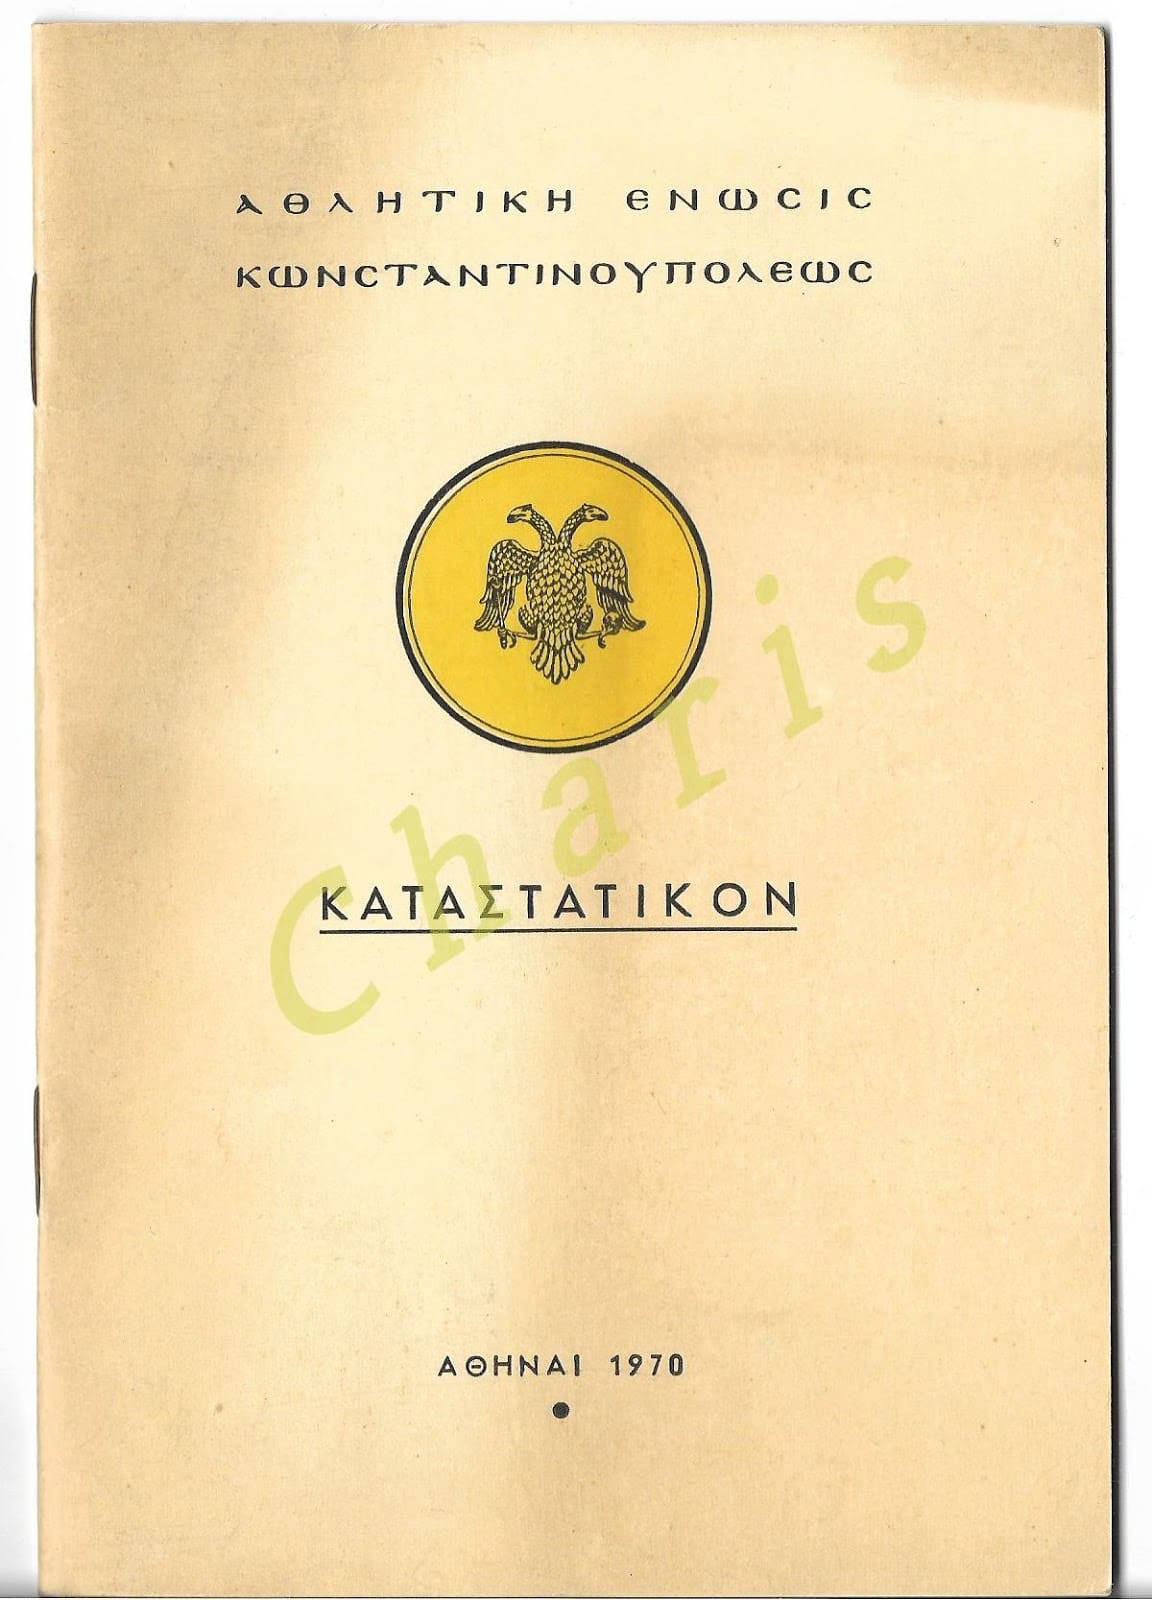 ΑΘΛΗΤΙΚΗ ΕΝΩϹΙϹ
ΚΩΝϹΤΑΝΤΙΝΟΥΠΟΛΕΩϹ
Charis
ΚΑΤΑΣΤΑΤΙΚΟΝ
ΑΘΗΝΑΙ 1970